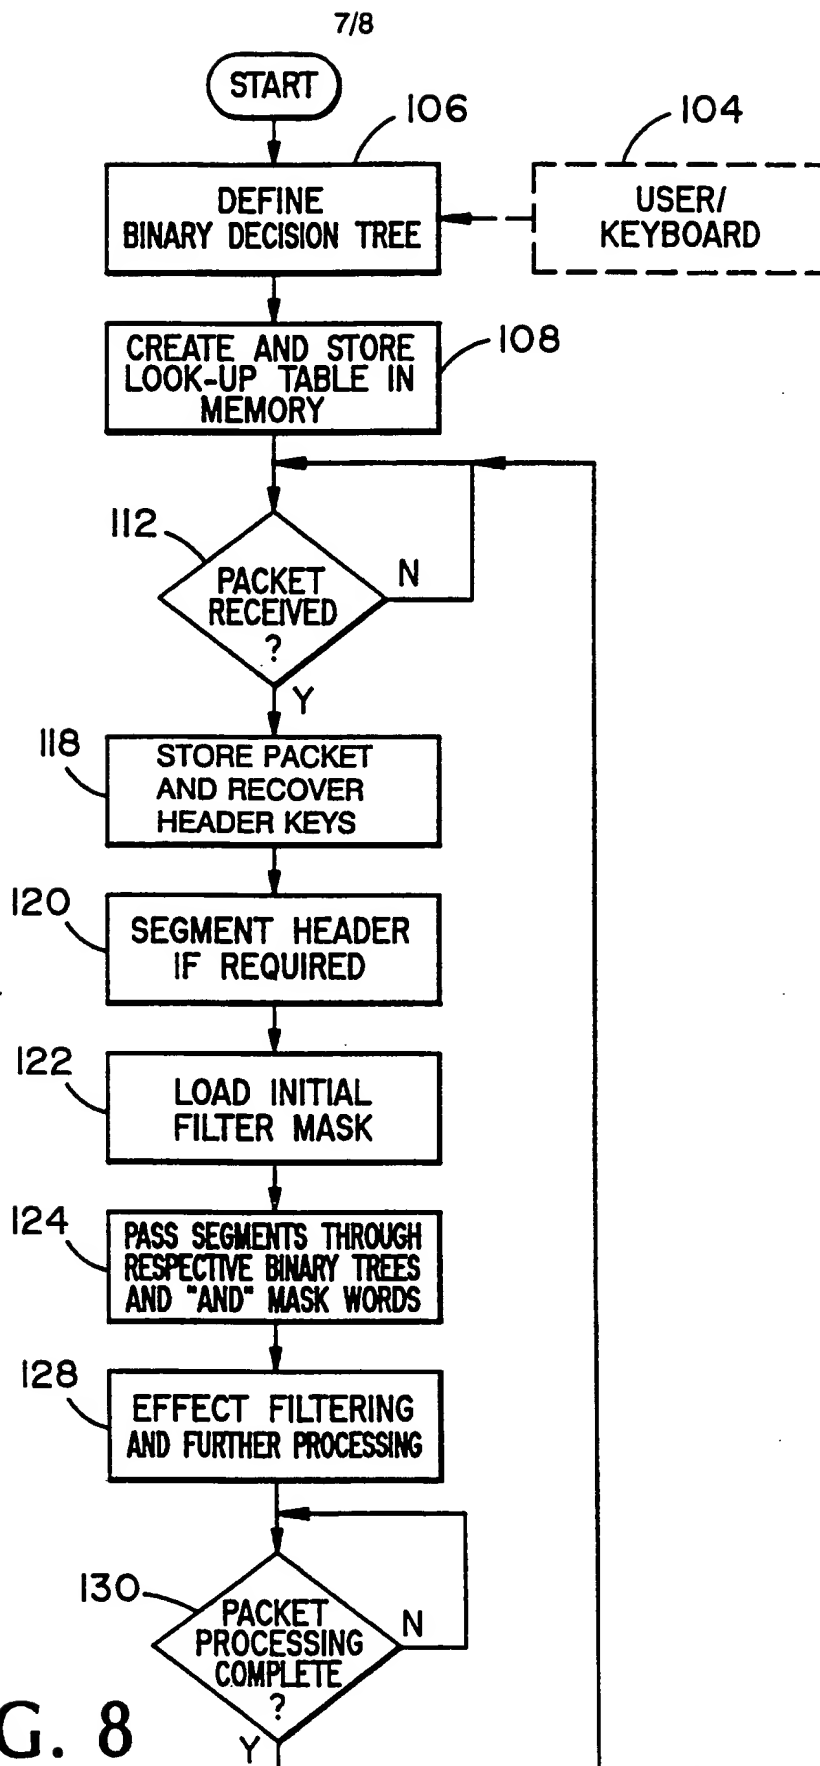 7/8
START
106
104
DEFINE
BINARY DECISION TREE
USER/
KEYBOARD
CREATE AND STORE
LOOK-UP TABLE IN
MEMORY
108
112
PACKET
RECEIVED
?
N
Y
118
STORE PACKET
AND RECOVER
HEADER KEYS
120
SEGMENT HEADER
IF REQUIRED
122
LOAD INITIAL
FILTER MASK
124
PASS SEGMENTS THROUGH
RESPECTIVE BINARY TREES
AND "AND" MASK WORDS
128
EFFECT FILTERING
AND FURTHER PROCESSING
130
PACKET
PROCESSING
COMPLETE
?
N
Y
G. 8